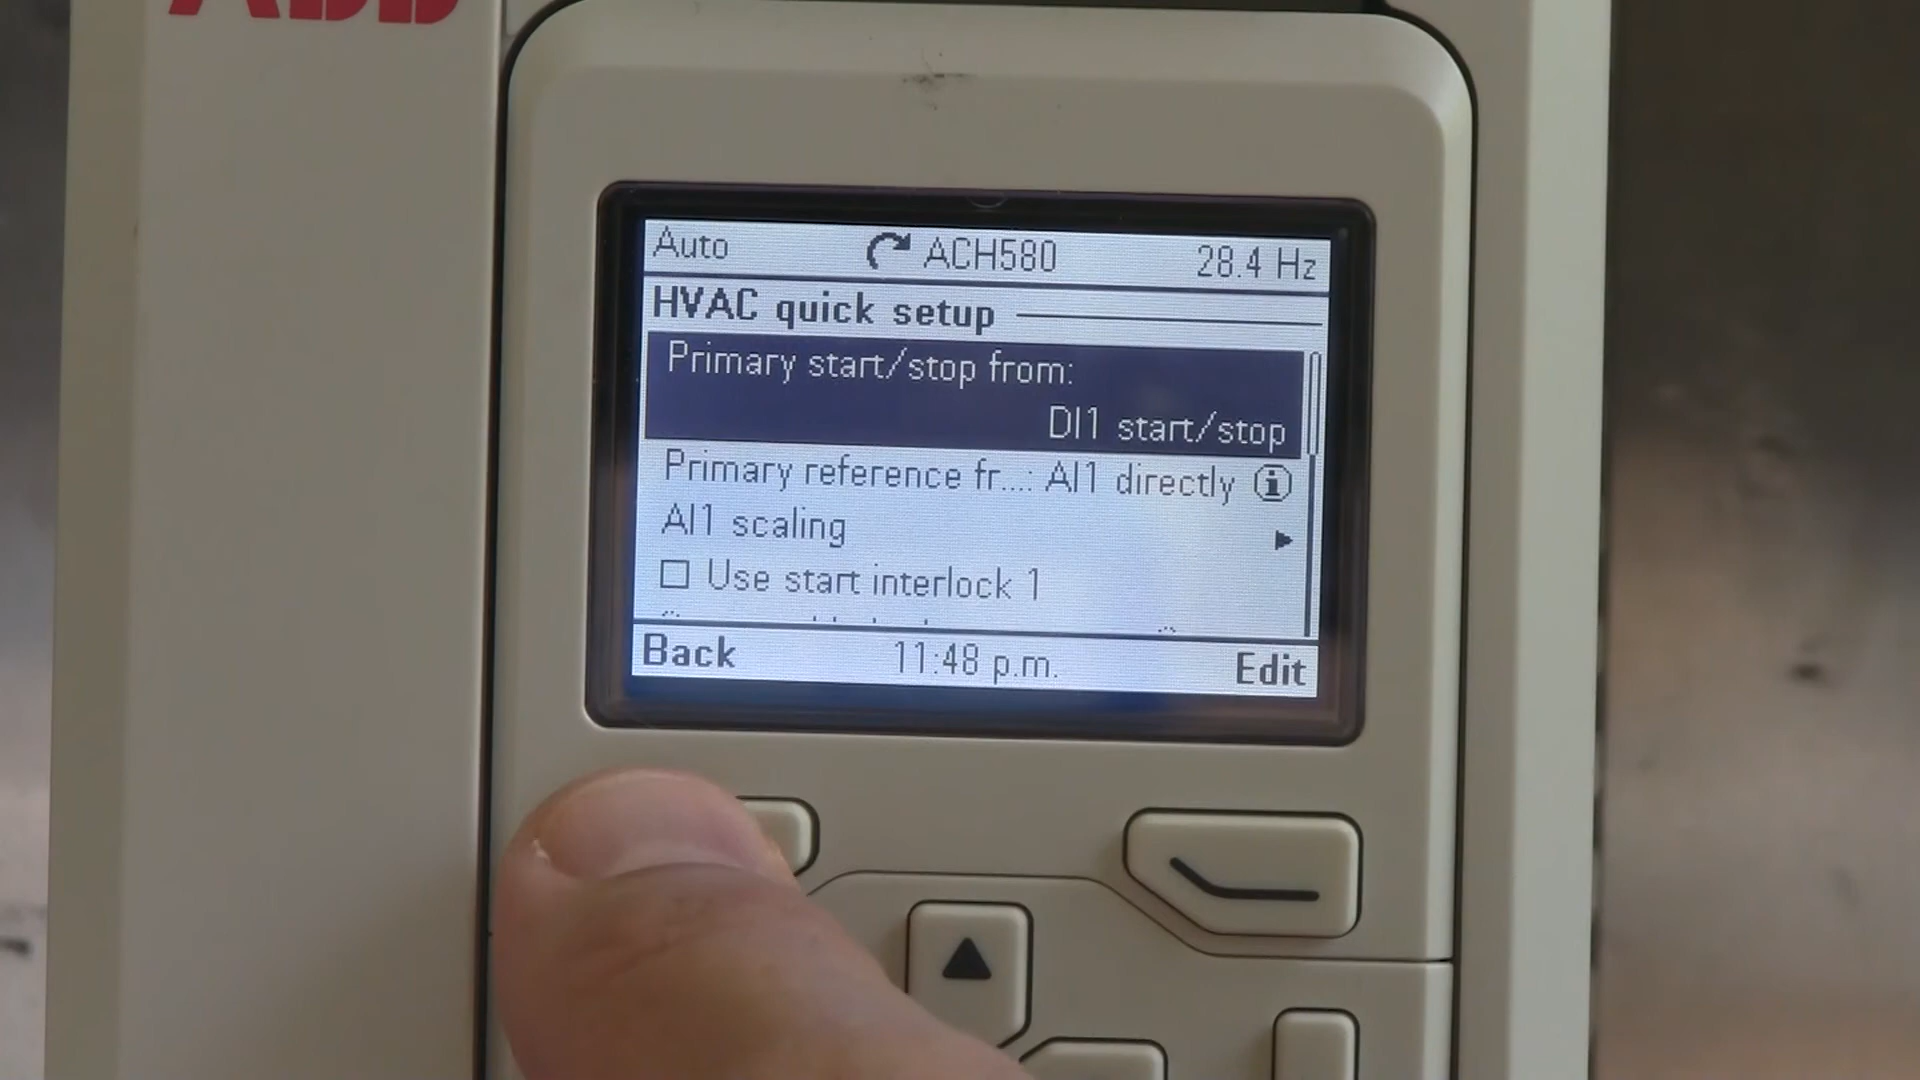 ABB
Auto ACH580 28.4 Hz
HVAC quick setup
Primary start/stop from:
DI1 start/stop
Primary reference fr...: AI1 directly
AI1 scaling
Use start interlock 1
Back 11:48 p.m. Edit